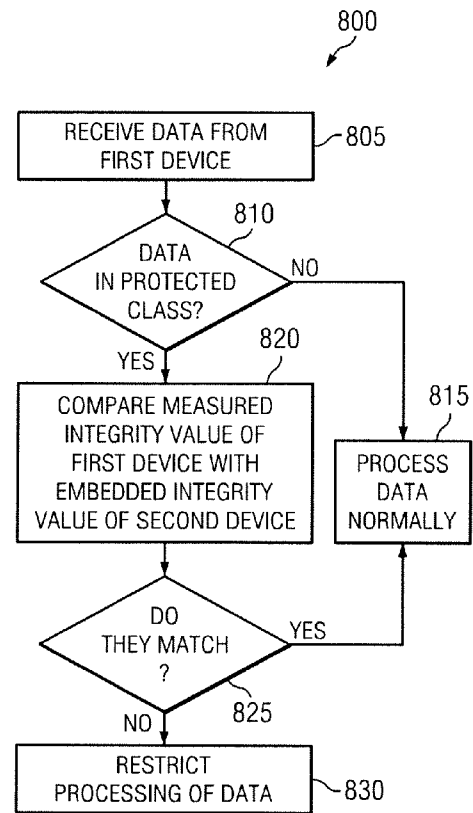 800
RECEIVE DATA FROM
FIRST DEVICE
805
810
DATA
IN PROTECTED
CLASS?
NO
YES
820
COMPARE MEASURED
INTEGRITY VALUE OF
FIRST DEVICE WITH
EMBEDDED INTEGRITY
VALUE OF SECOND DEVICE
815
PROCESS
DATA
NORMALLY
DO
THEY MATCH
?
YES
825
NO
RESTRICT
PROCESSING OF DATA
830